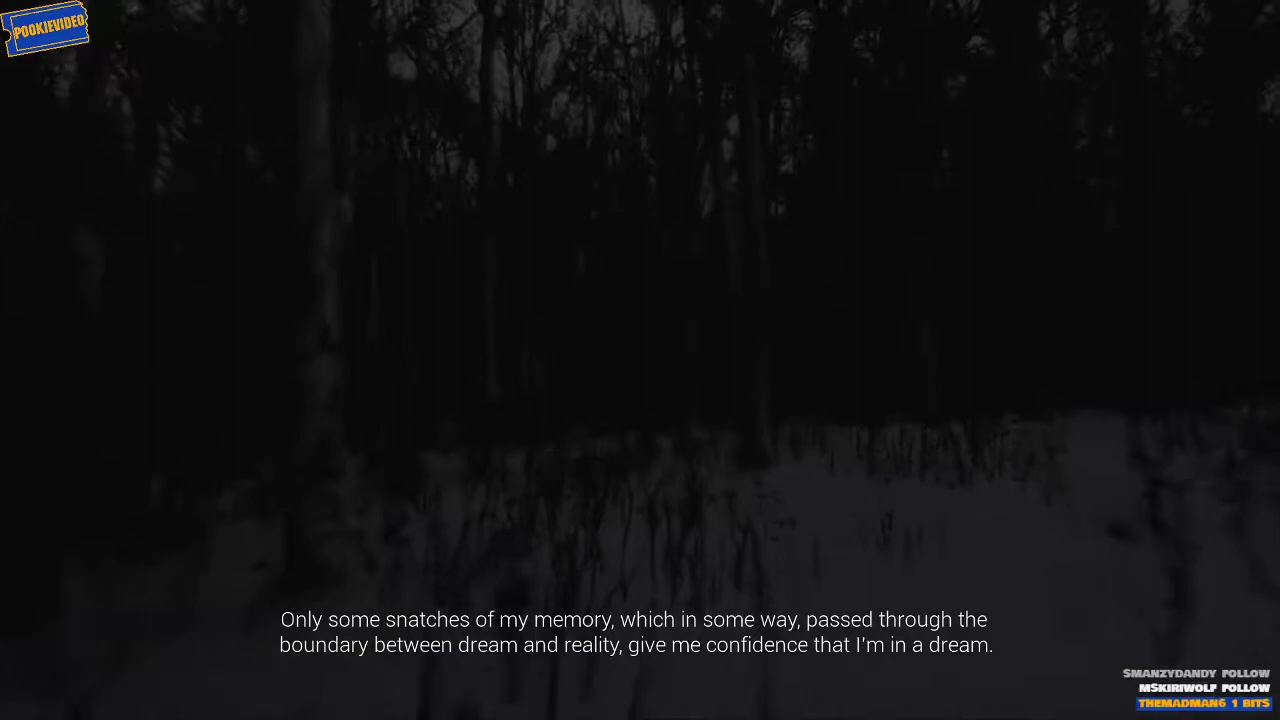 POOKIEVIDEO
Only some snatches of my memory, which in some way, passed through the
boundary between dream and reality, give me confidence that I'm in a dream.
SMANZYDANDY FOLLOW
MSKIRIWOLF FOLLOW
THEMADMAN6 1 BITS